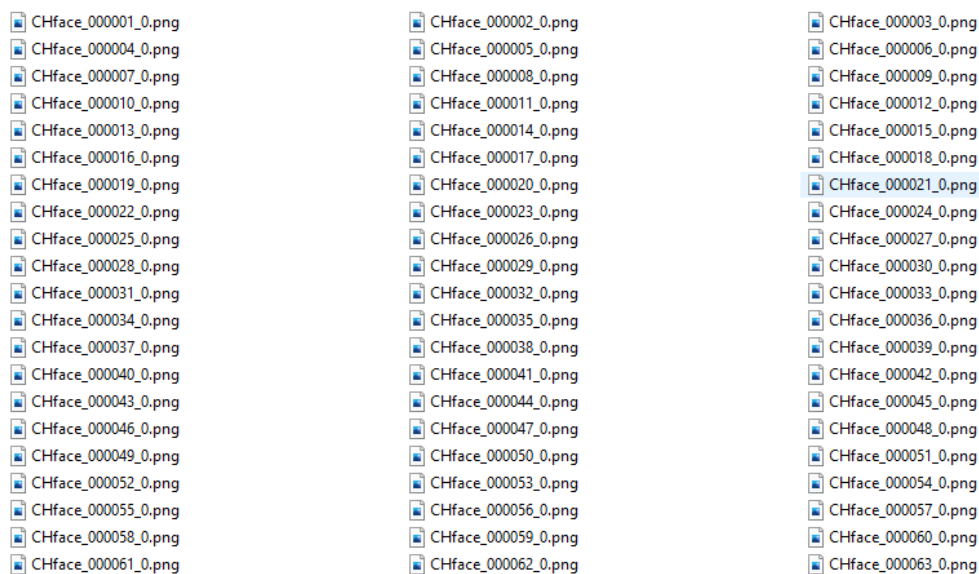 CHface_000001_0.png CHface_000002_0.png CHface_000003_0.png
CHface_000004_0.png CHface_000005_0.png CHface_000006_0.png
CHface_000007_0.png CHface_000008_0.png CHface_000009_0.png
CHface_000010_0.png CHface_000011_0.png CHface_000012_0.png
CHface_000013_0.png CHface_000014_0.png CHface_000015_0.png
CHface_000016_0.png CHface_000017_0.png CHface_000018_0.png
CHface_000019_0.png CHface_000020_0.png CHface_000021_0.png
CHface_000022_0.png CHface_000023_0.png CHface_000024_0.png
CHface_000025_0.png CHface_000026_0.png CHface_000027_0.png
CHface_000028_0.png CHface_000029_0.png CHface_000030_0.png
CHface_000031_0.png CHface_000032_0.png CHface_000033_0.png
CHface_000034_0.png CHface_000035_0.png CHface_000036_0.png
CHface_000037_0.png CHface_000038_0.png CHface_000039_0.png
CHface_000040_0.png CHface_000041_0.png CHface_000042_0.png
CHface_000043_0.png CHface_000044_0.png CHface_000045_0.png
CHface_000046_0.png CHface_000047_0.png CHface_000048_0.png
CHface_000049_0.png CHface_000050_0.png CHface_000051_0.png
CHface_000052_0.png CHface_000053_0.png CHface_000054_0.png
CHface_000055_0.png CHface_000056_0.png CHface_000057_0.png
CHface_000058_0.png CHface_000059_0.png CHface_000060_0.png
CHface_000061_0.png CHface_000062_0.png CHface_000063_0.png